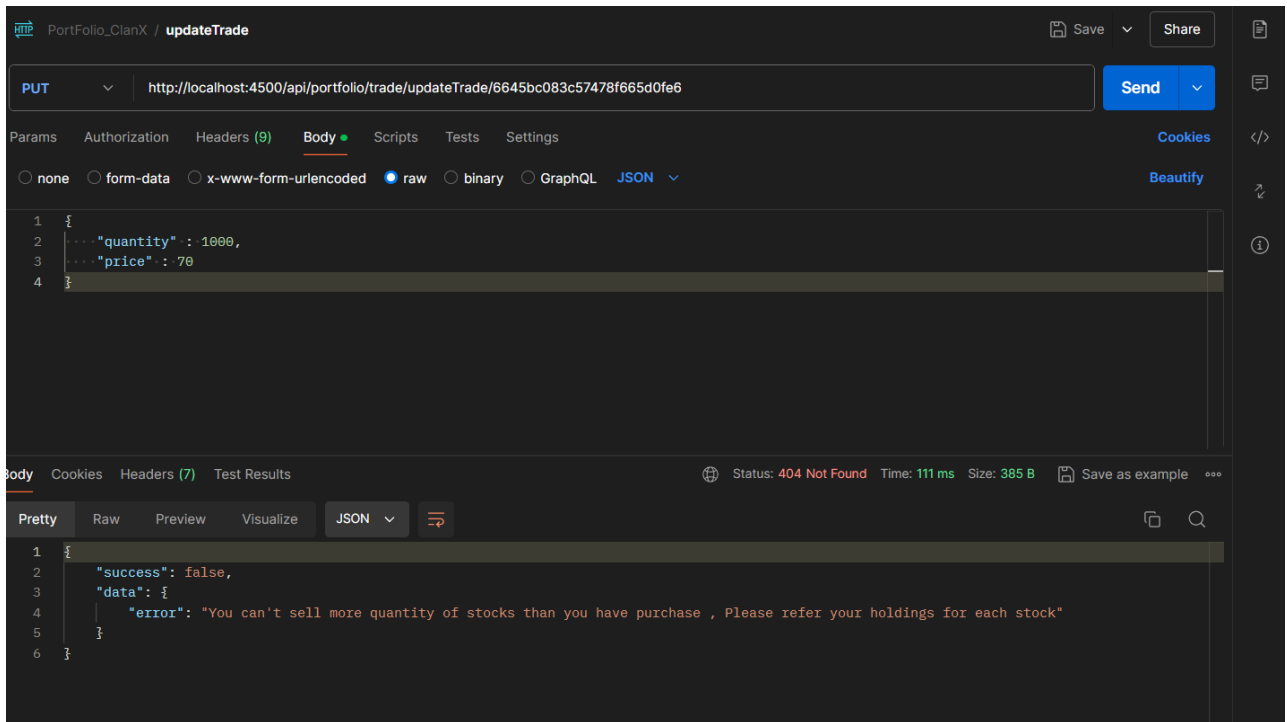 HTTP PortFolio_ClanX / updateTrade Save Share
PUT http://localhost:4500/api/portfolio/trade/updateTrade/6645bc083c57478f665d0fe6 Send
Params Authorization Headers (9) Body Scripts Tests Settings Cookies
none form-data x-www-form-urlencoded raw binary GraphQL JSON Beautify
1 {
2 "quantity" : 1000,
3 "price" : 70
4 }
Body Cookies Headers (7) Test Results Status: 404 Not Found Time: 111 ms Size: 385 B Save as example
Pretty Raw Preview Visualize JSON
1 {
2 "success": false,
3 "data": {
4 "error": "You can't sell more quantity of stocks than you have purchase , Please refer your holdings for each stock"
5 }
6 }